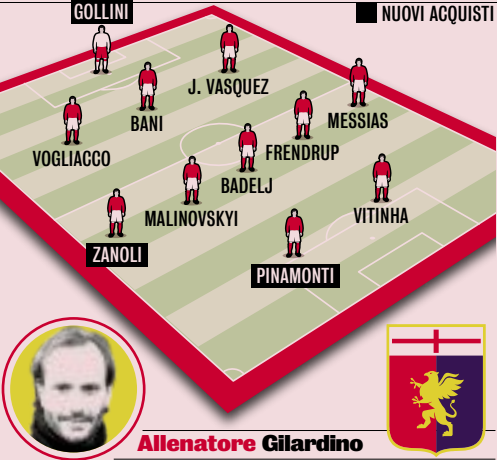 GOLLINI
NUOVI ACQUISTI
J. VASQUEZ
BANI
MESSIAS
VOGLIACCO
FRENDRUP
BADELJ
MALINOVSKYI
VITINHA
ZANOLI
PINAMONTI
Allenatore Gilardino